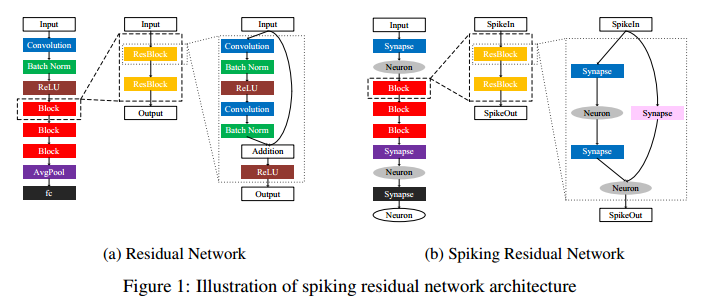 Input
Convolution
Batch Norm
ReLU
Block
Block
Block
AvgPool
fc
Input
ResBlock
ResBlock
Output
Input
Convolution
Batch Norm
ReLU
Convolution
Batch Norm
Addition
ReLU
Output
(a) Residual Network
Input
Synapse
Neuron
Block
Block
Block
Synapse
Neuron
Synapse
Neuron
SpikeIn
ResBlock
ResBlock
SpikeOut
SpikeIn
Synapse
Neuron
Synapse
Synapse
Neuron
SpikeOut
(b) Spiking Residual Network
Figure 1: Illustration of spiking residual network architecture